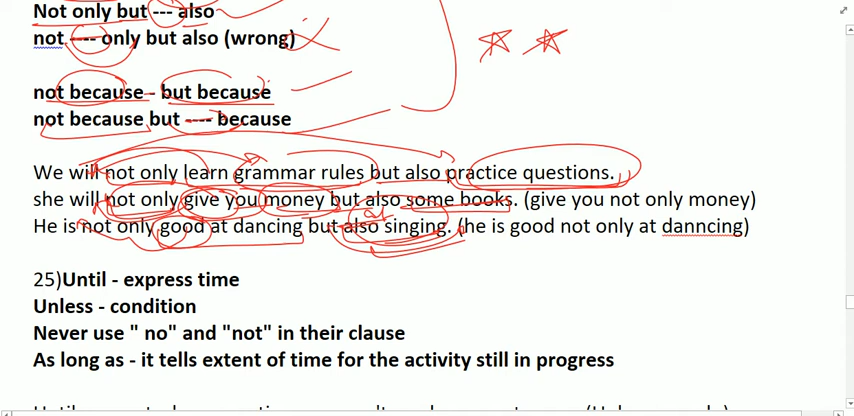 Not only but --- also
not ---- only but also (wrong)
not because - but because
not because but ---- because
We will not only learn grammar rules but also practice questions.
she will not only give you money but also some books. (give you not only money)
at
He is not only good at dancing but also singing. (he is good not only at danncing)
25)Until - express time
Unless - condition
Never use " no" and "not" in their clause
As long as - it tells extent of time for the activity still in progress